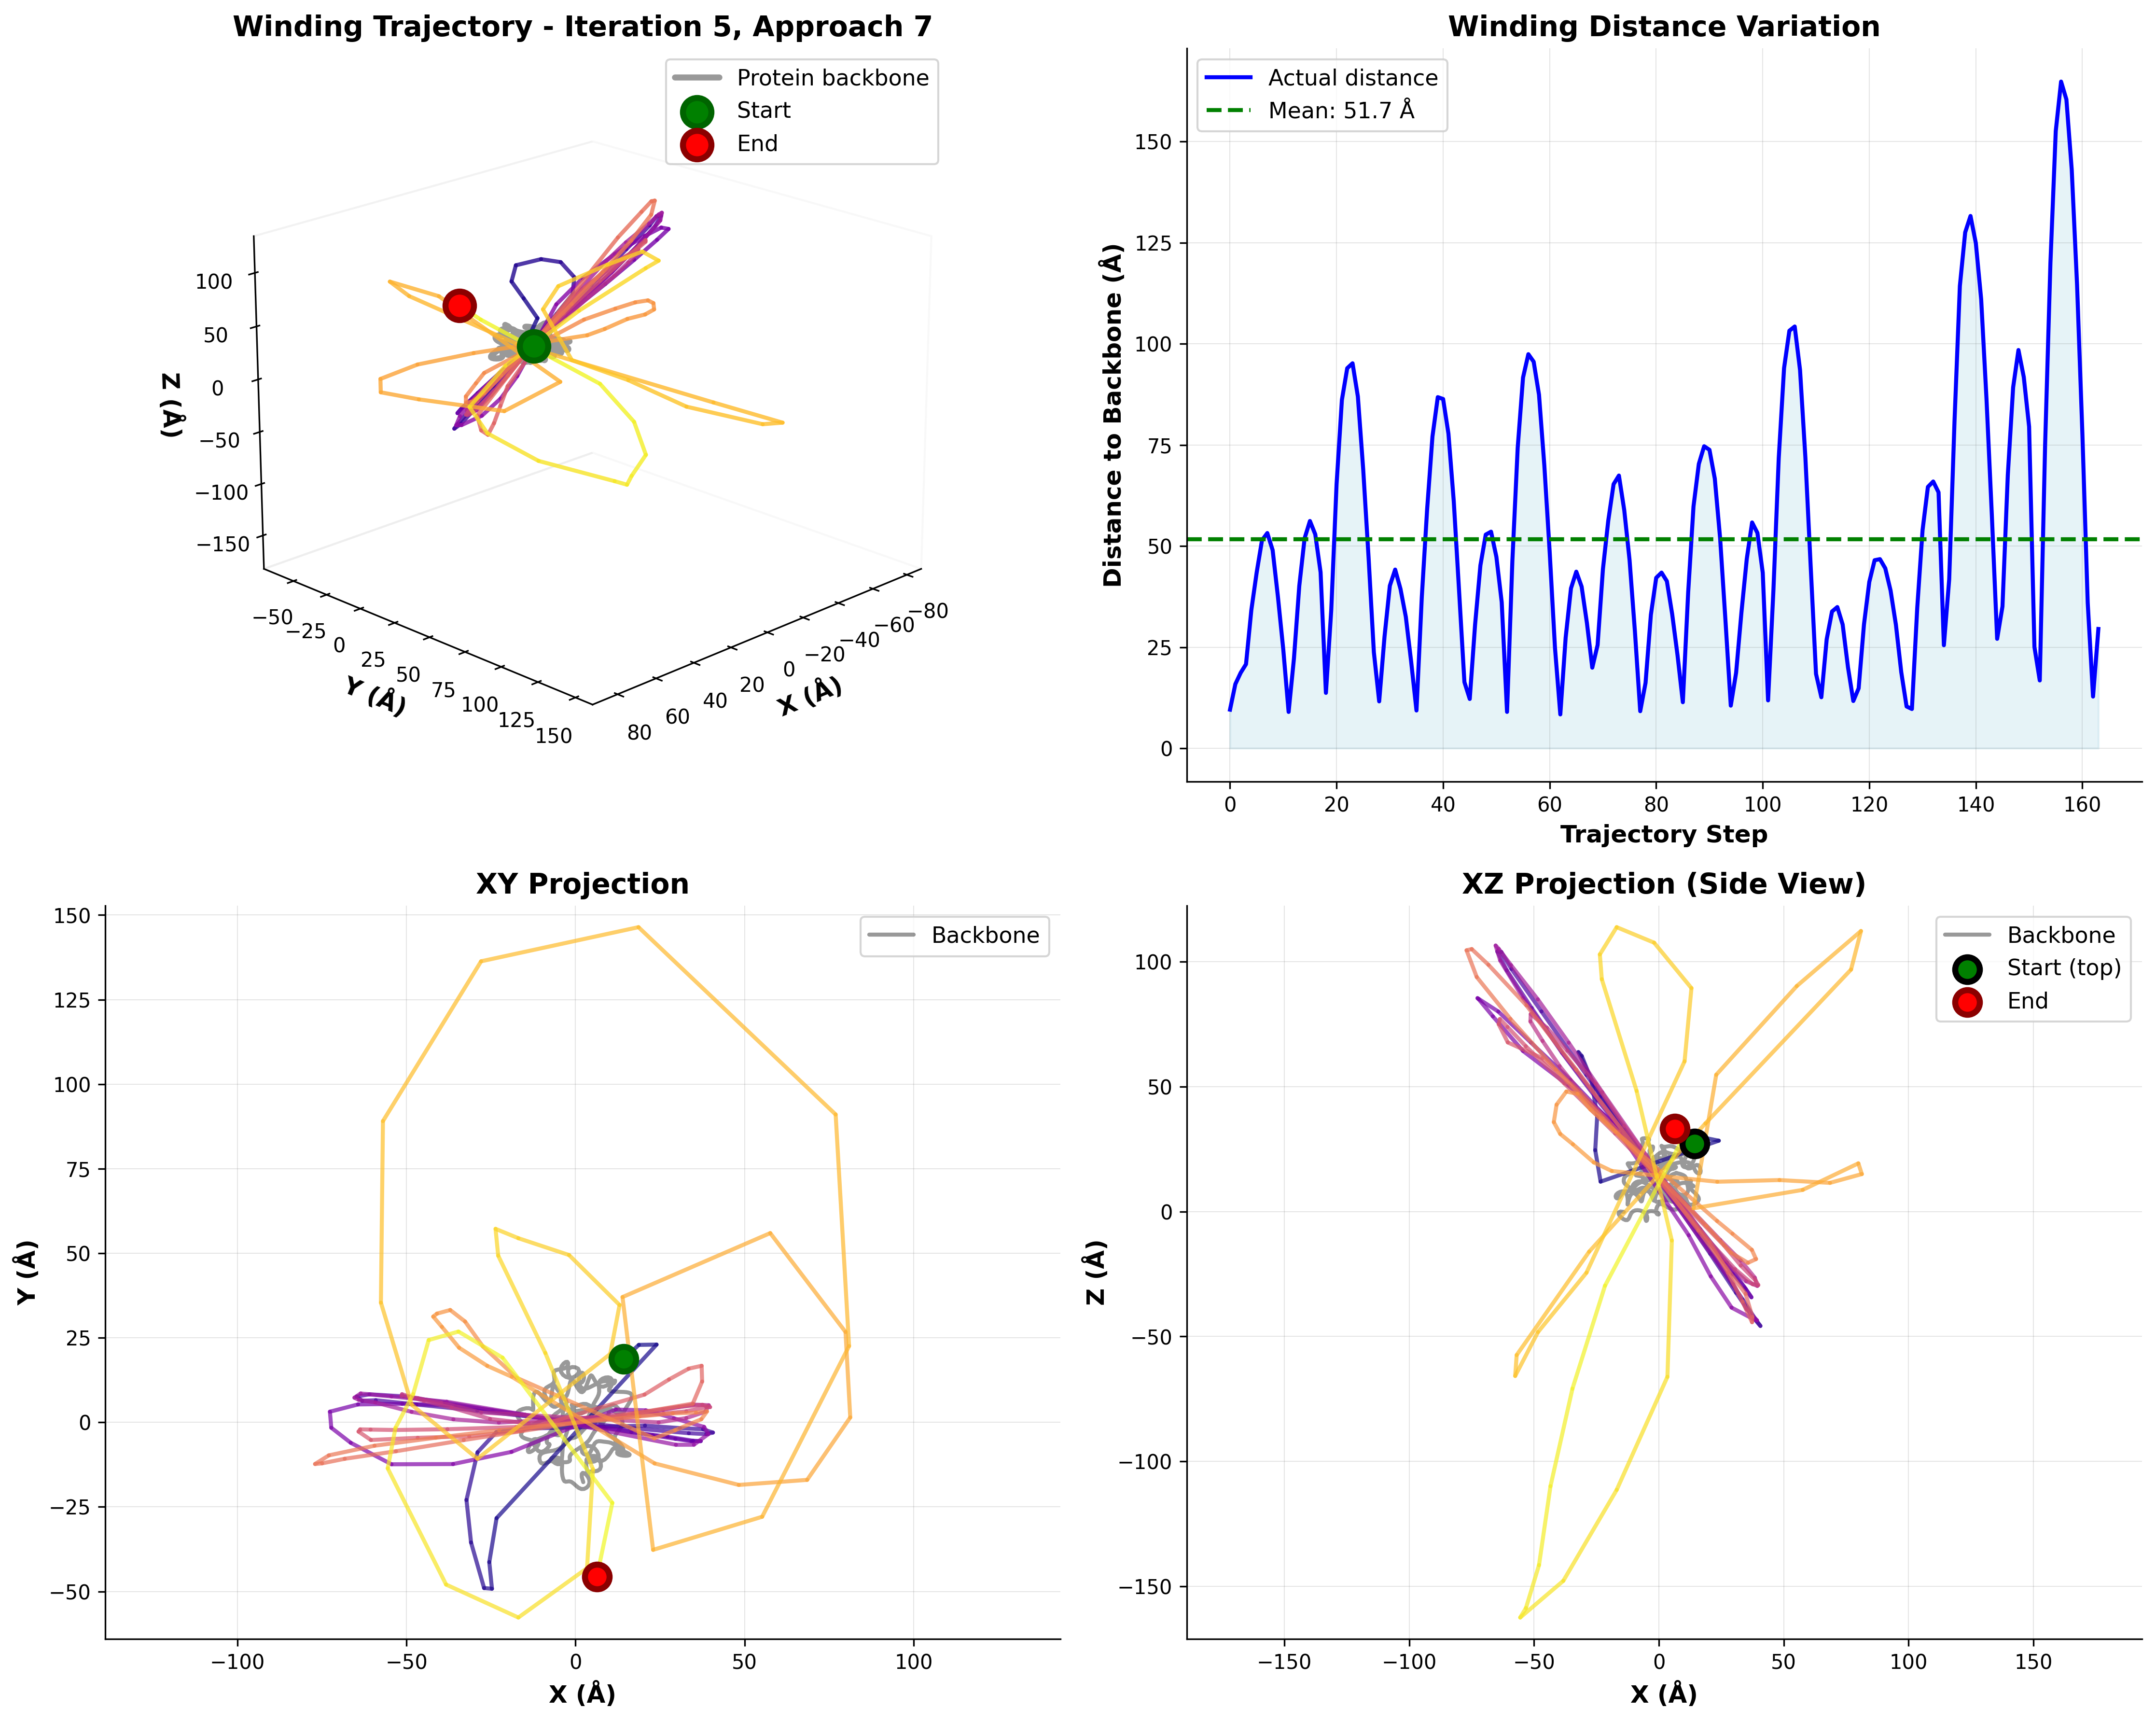 Winding Trajectory - Iteration 5, Approach 7
Protein backbone
Start
End
100
50
0
−50
−100
−150
Z (Å)
−50
−25
0
25
50
75
100
125
150
Y (Å)
80
60
40
20
0
−20
−40
−60
−80
X (Å)
Winding Distance Variation
Actual distance
Mean: 51.7 Å
150
125
100
75
50
25
0
Distance to Backbone (Å)
0 20 40 60 80 100 120 140 160
Trajectory Step
XY Projection
Backbone
150
125
100
75
50
25
0
−25
−50
Y (Å)
−100 −50 0 50 100
X (Å)
XZ Projection (Side View)
Backbone
Start (top)
End
100
50
0
−50
−100
−150
Z (Å)
−150 −100 −50 0 50 100 150
X (Å)